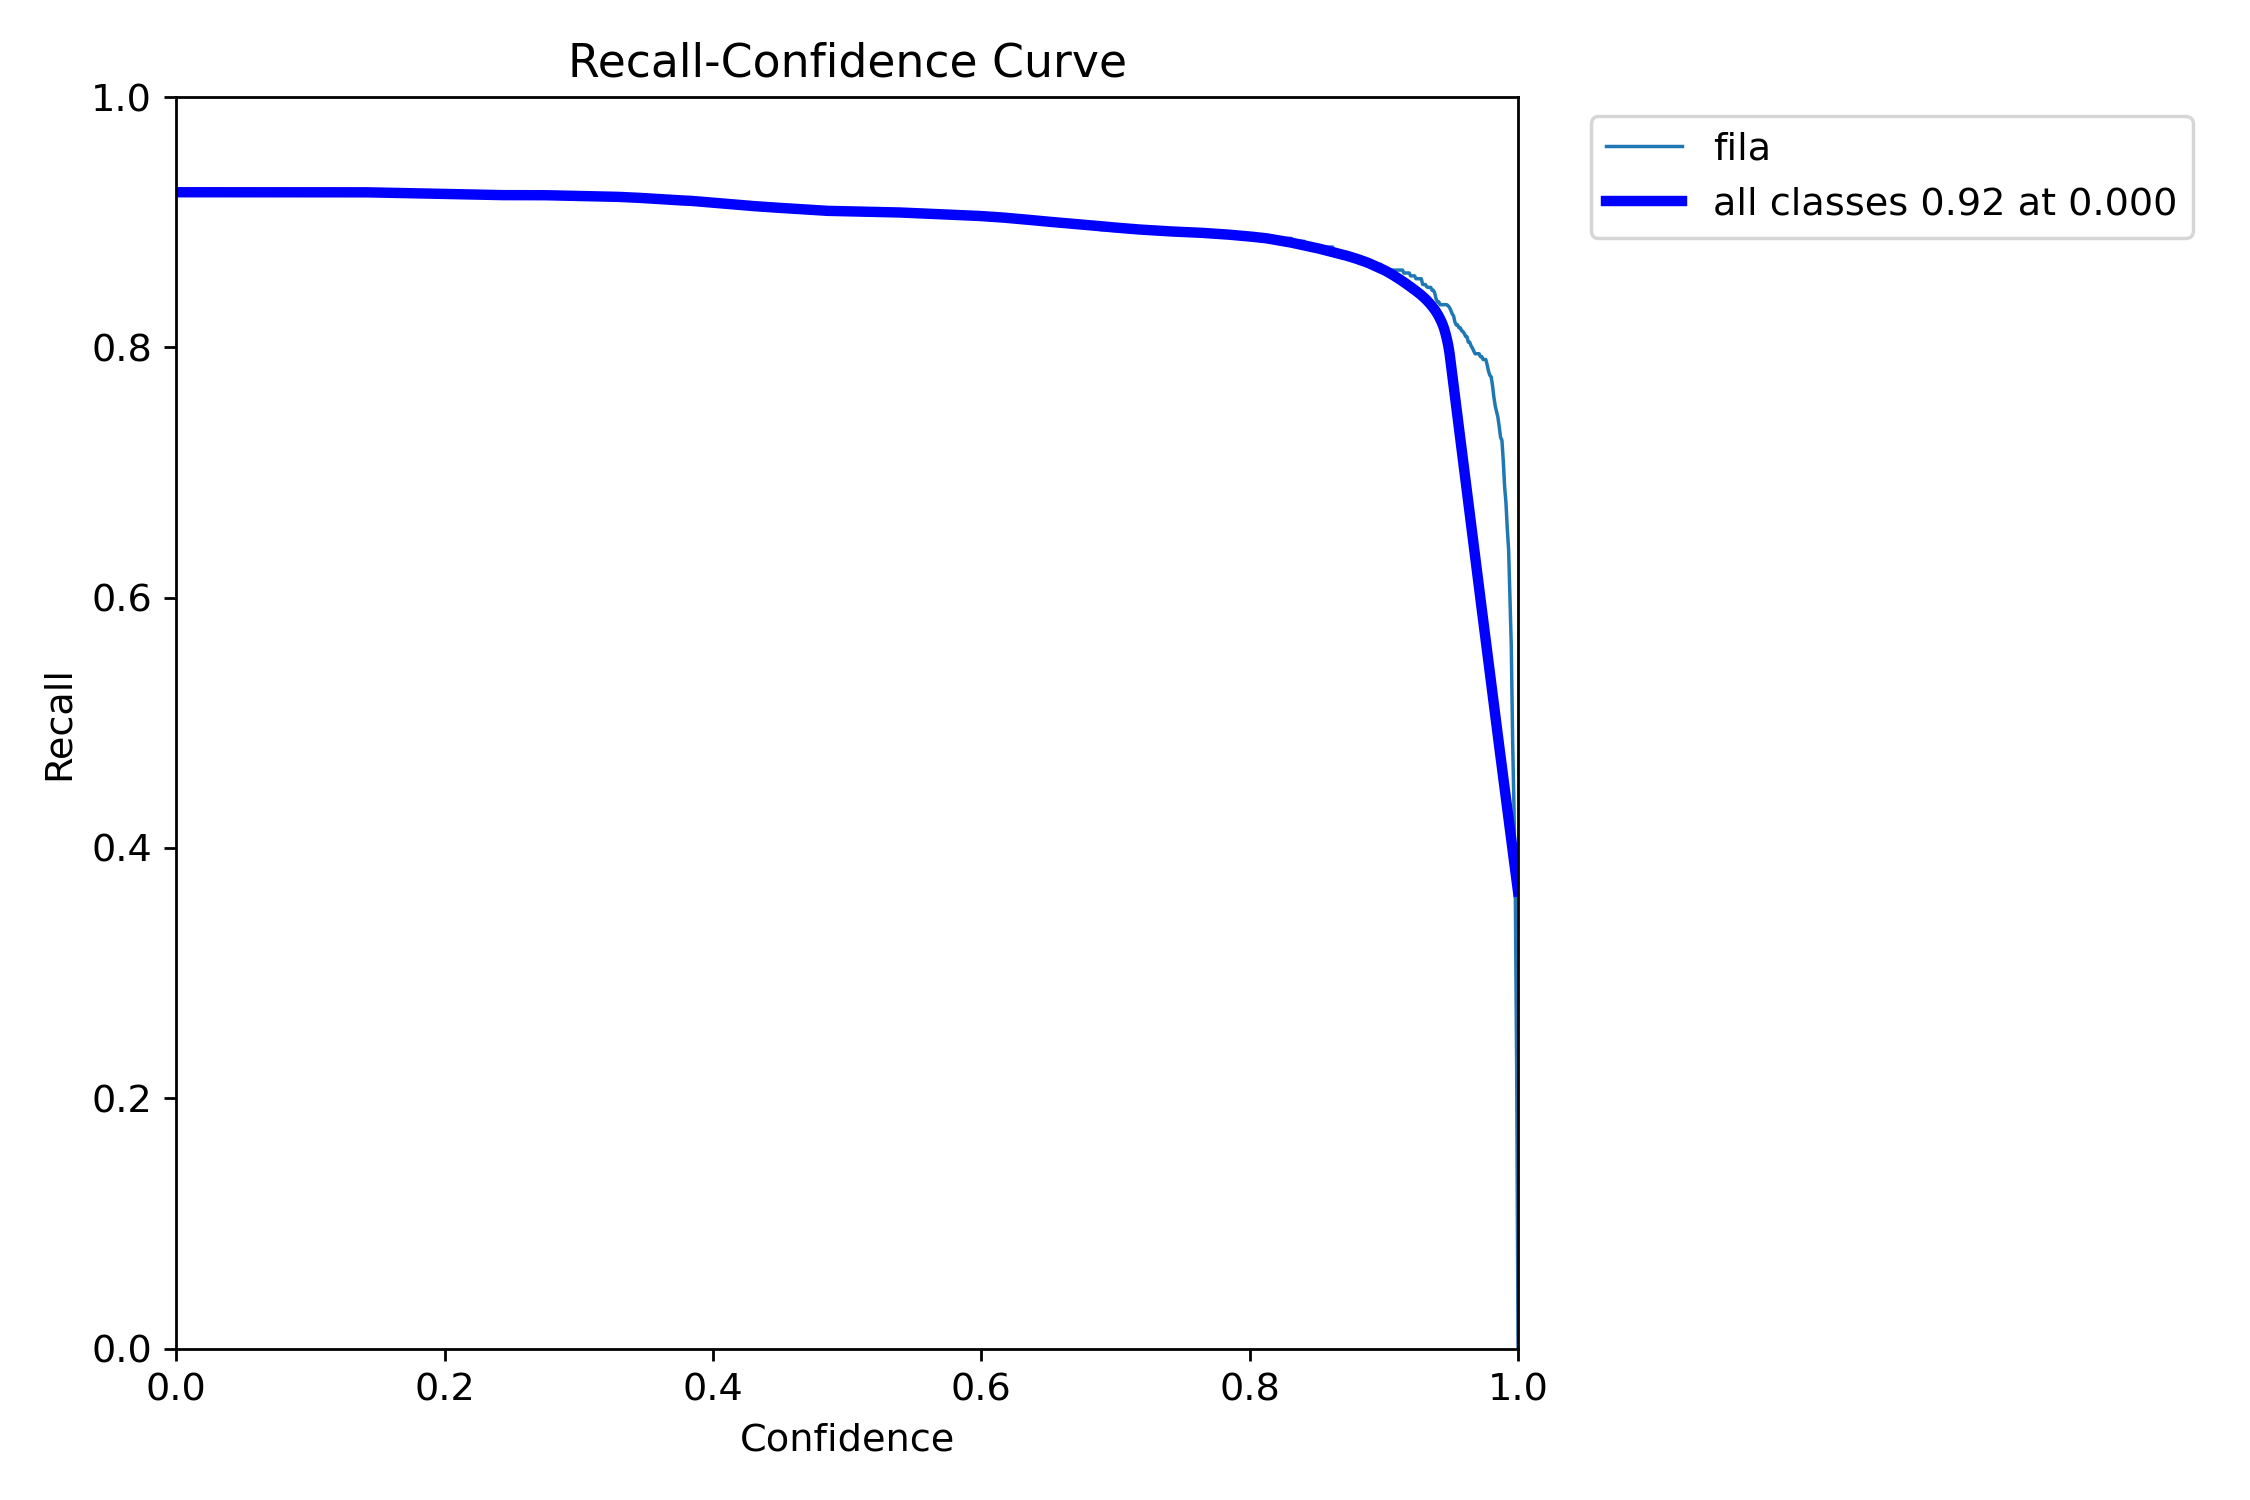 Recall-Confidence Curve
1.0
0.8
0.6
0.4
0.2
0.0
Recall
0.0 0.2 0.4 0.6 0.8 1.0
Confidence
fila
all classes 0.92 at 0.000